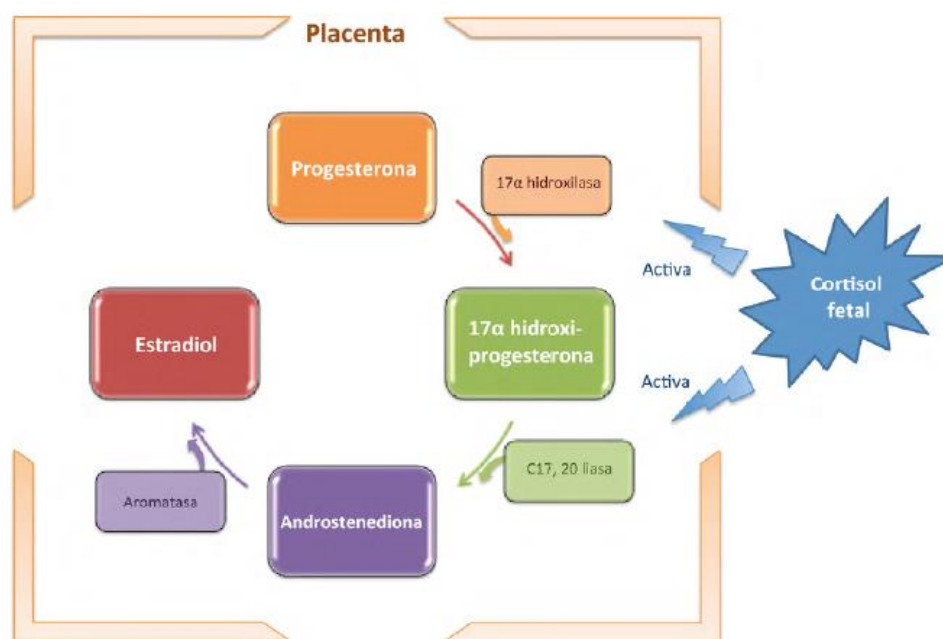 Placenta
Progesterona
17α hidroxilasa
Activa
Cortisol
fetal
Estradiol
17α hidroxi-
progesterona
Activa
C17, 20 liasa
Aromatasa
Androstenediona